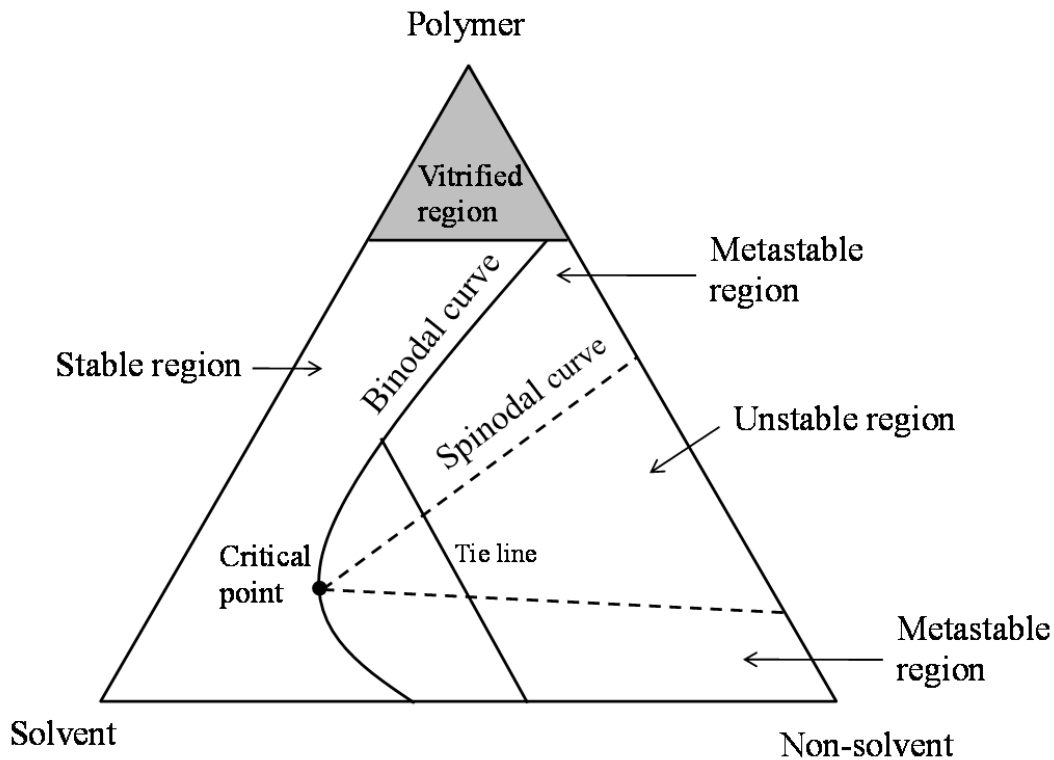 Polymer
Vitrified
region
Metastable
region
Binodal curve
Stable region
Spinodal curve
Unstable region
Critical
point
Tie line
Metastable
region
Solvent
Non-solvent